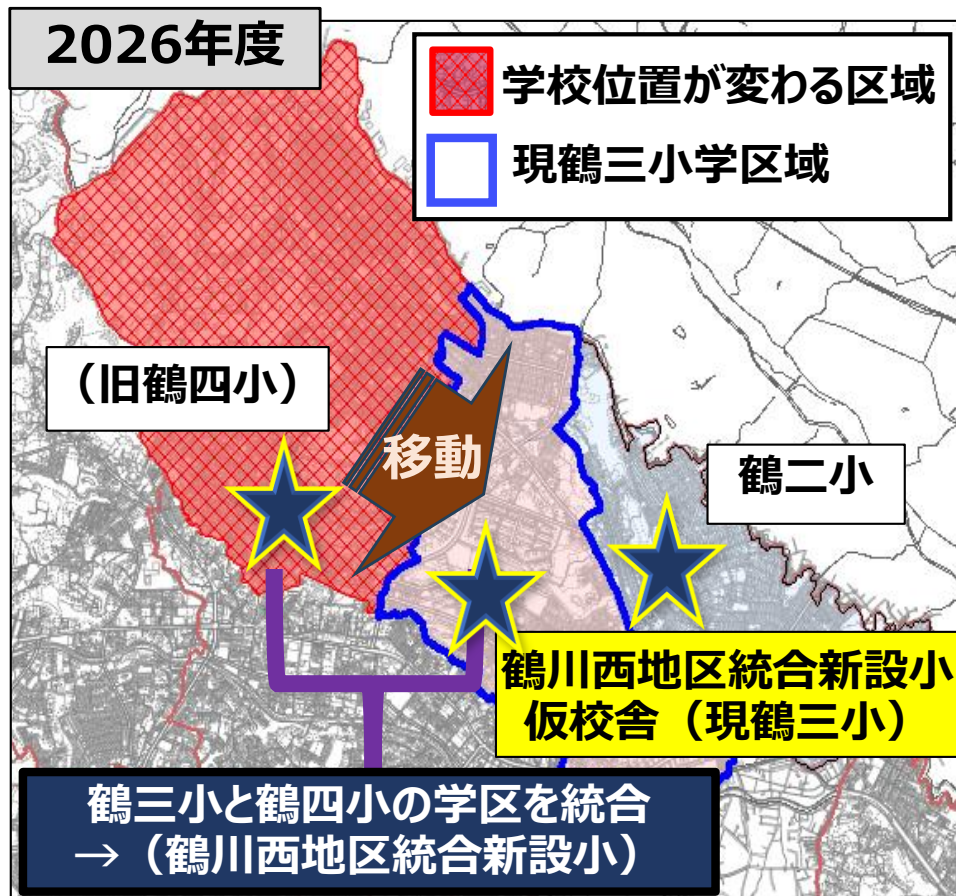 2026年度
学校位置が変わる区域
現鶴三小学区域
（旧鶴四小）
移動
鶴二小
鶴川西地区統合新設小
仮校舎（現鶴三小）
鶴三小と鶴四小の学区を統合
→（鶴川西地区統合新設小）